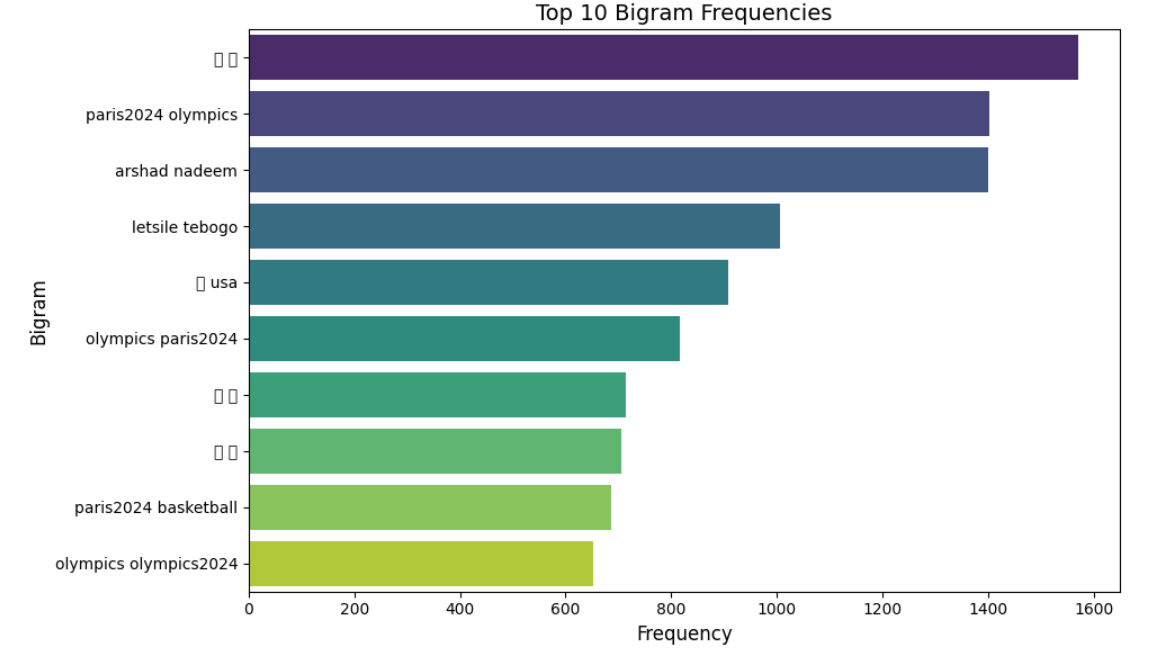 Top 10 Bigram Frequencies
paris2024 olympics
arshad nadeem
letsile tebogo
usa
olympics paris2024
paris2024 basketball
olympics olympics2024
Bigram
0 200 400 600 800 1000 1200 1400 1600
Frequency